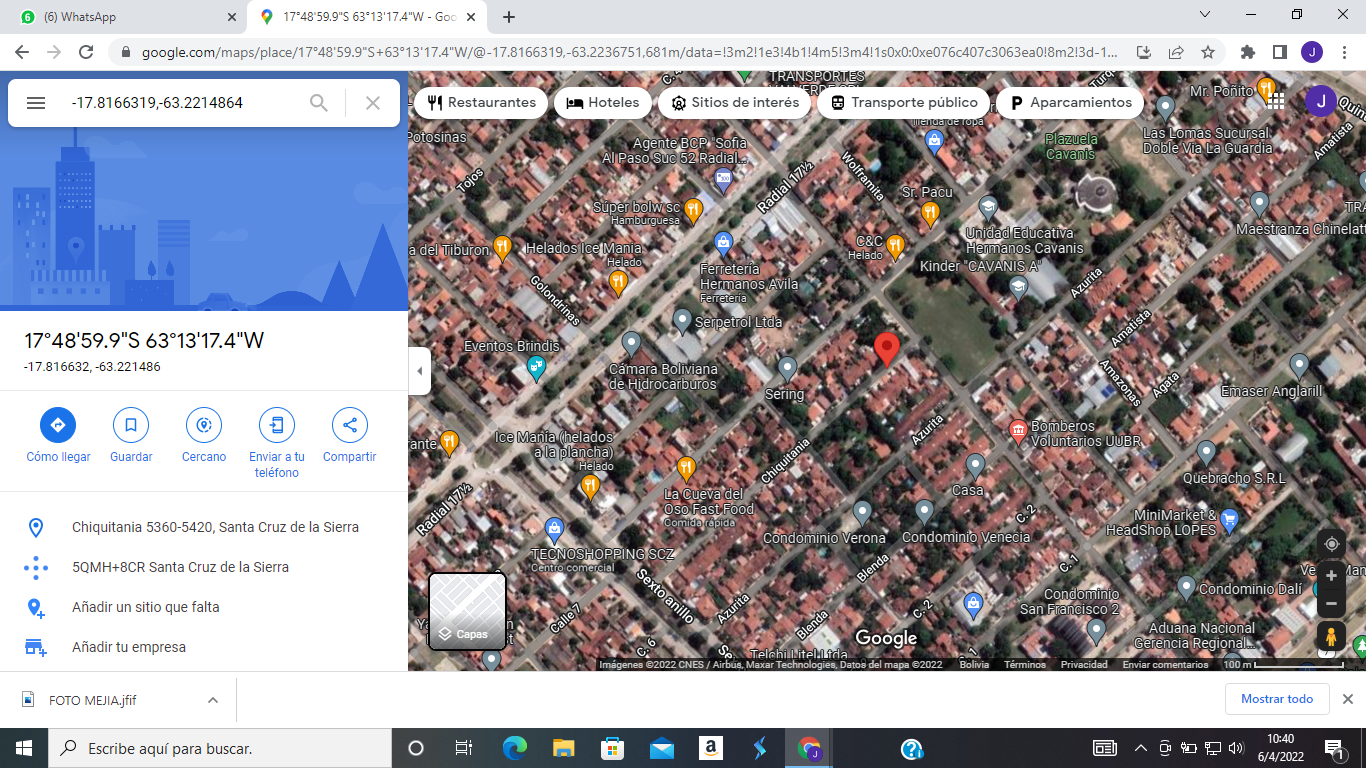 (6) WhatsApp
17°48'59.9"S 63°13'17.4"W - Goo
google.com/maps/place/17°48'59.9"S+63°13'17.4"W/@-17.8166319,-63.2236751,681m/data=!3m2!1e3!4b1!4m5!3m4!1s0x0:0xe076c407c3063ea0!8m2!3d-1...
J
-17.8166319,-63.2214864
Restaurantes
Hoteles
Sitios de interés
Transporte público
Aparcamientos
J
17°48'59.9"S 63°13'17.4"W
-17.816632, -63.221486
Cómo llegar
Guardar
Cercano
Enviar a tu
teléfono
Compartir
Chiquitania 5360-5420, Santa Cruz de la Sierra
5QMH+8CR Santa Cruz de la Sierra
Añadir un sitio que falta
Añadir tu empresa
TRANSPORTES
Potosinas
Tojos
Agente BCP "Sofia
Al Paso Suc 52 Radial...
Radial 17½
Wolframita
Tienda de ropa
Plazuela
Cavanis
Mr. Poñito
Las Lomas Sucursal
Doble Via La Guardia
Amatista
Súper bolw sc
Hamburguesa
Sr. Pacu
Unidad Educativa
Hermanos Cavanis
Maestranza Chinelatt
a del Tiburon
Helados Ice Mania
Helado
C&C
Helado
Kinder "CAVANIS A"
Azurita
Golondrinas
Ferretería
Hermanos Avila
Ferretería
Serpetrol Ltda
Amatista
Eventos Brindis
Cámara Boliviana
de Hidrocarburos
Sering
Amazonas
Agata
Emaser Anglarill
Azurita
Bomberos
Voluntarios UUBR
rante
Ice Manía (helados
a la plancha)
Helado
Chiquitania
La Cueva del
Oso Fast Food
Comida rápida
Casa
Quebracho S.R.L
Radial 17½
C. 2
MiniMarket &
HeadShop LOPES
Condominio Verona
Condominio Venecia
TECNOSHOPPING SCZ
Centro comercial
Blenda
C. 1
Sexto anillo
Condominio
San Francisco 2
Condominio Dalí
Calle 7
Azurita
Blenda
C. 2
Aduana Nacional
Gerencia Regional...
C. 6
Telchi Litel Ltda
C. 1
Capas
Google
Imágenes ©2022 CNES / Airbus, Maxar Technologies, Datos del mapa ©2022
Bolivia
Términos
Privacidad
Enviar comentarios
100 m
FOTO MEJIA.jfif
Mostrar todo
Escribe aquí para buscar.
10:40
6/4/2022
1